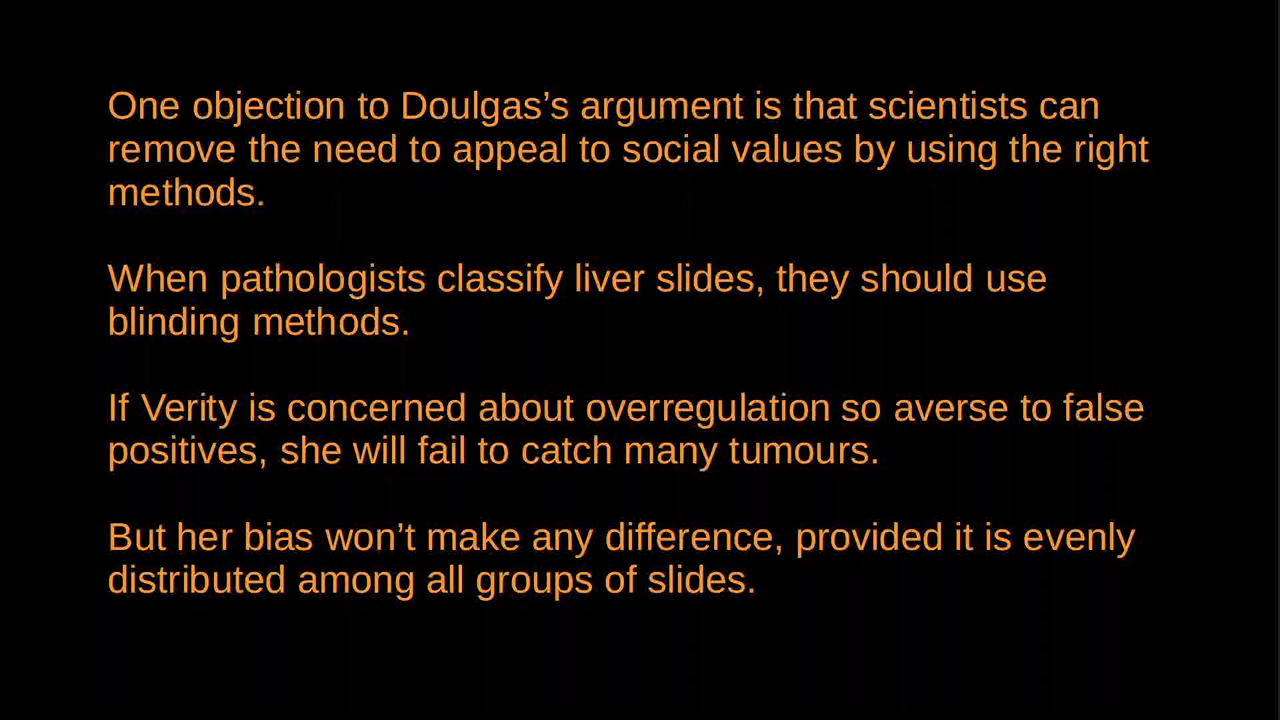 One objection to Doulgas’s argument is that scientists can
remove the need to appeal to social values by using the right
methods.
When pathologists classify liver slides, they should use
blinding methods.
If Verity is concerned about overregulation so averse to false
positives, she will fail to catch many tumours.
But her bias won’t make any difference, provided it is evenly
distributed among all groups of slides.